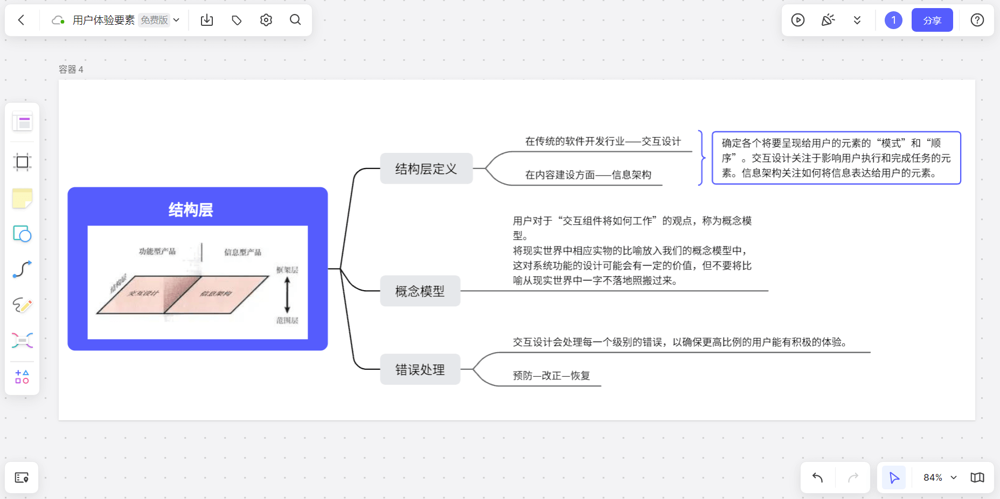 用户体验要素 免费版
1
分享
容器 4
结构层
功能型产品
信息型产品
框架层
结构层
交互设计
信息架构
范围层
结构层定义
在传统的软件开发行业——交互设计
在内容建设方面——信息架构
确定各个将要呈现给用户的元素的“模式”和“顺
序”。交互设计关注于影响用户执行和完成任务的元
素。信息架构关注如何将信息表达给用户的元素。
概念模型
用户对于“交互组件将如何工作”的观点，称为概念模
型。
将现实世界中相应实物的比喻放入我们的概念模型中，
这对系统功能的设计可能会有一定的价值，但不要将比
喻从现实世界中一字不落地照搬过来。
错误处理
交互设计会处理每一个级别的错误，以确保更高比例的用户能有积极的体验。
预防—改正—恢复
84%